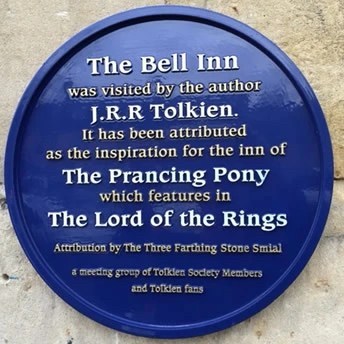 The Bell Inn
was visited by the author
J.R.R Tolkien.
It has been attributed
as the inspiration for the inn of
The Prancing Pony
which features in
The Lord of the Rings
Attribution by The Three Farthing Stone Smial
a meeting group of Tolkien Society Members
and Tolkien fans